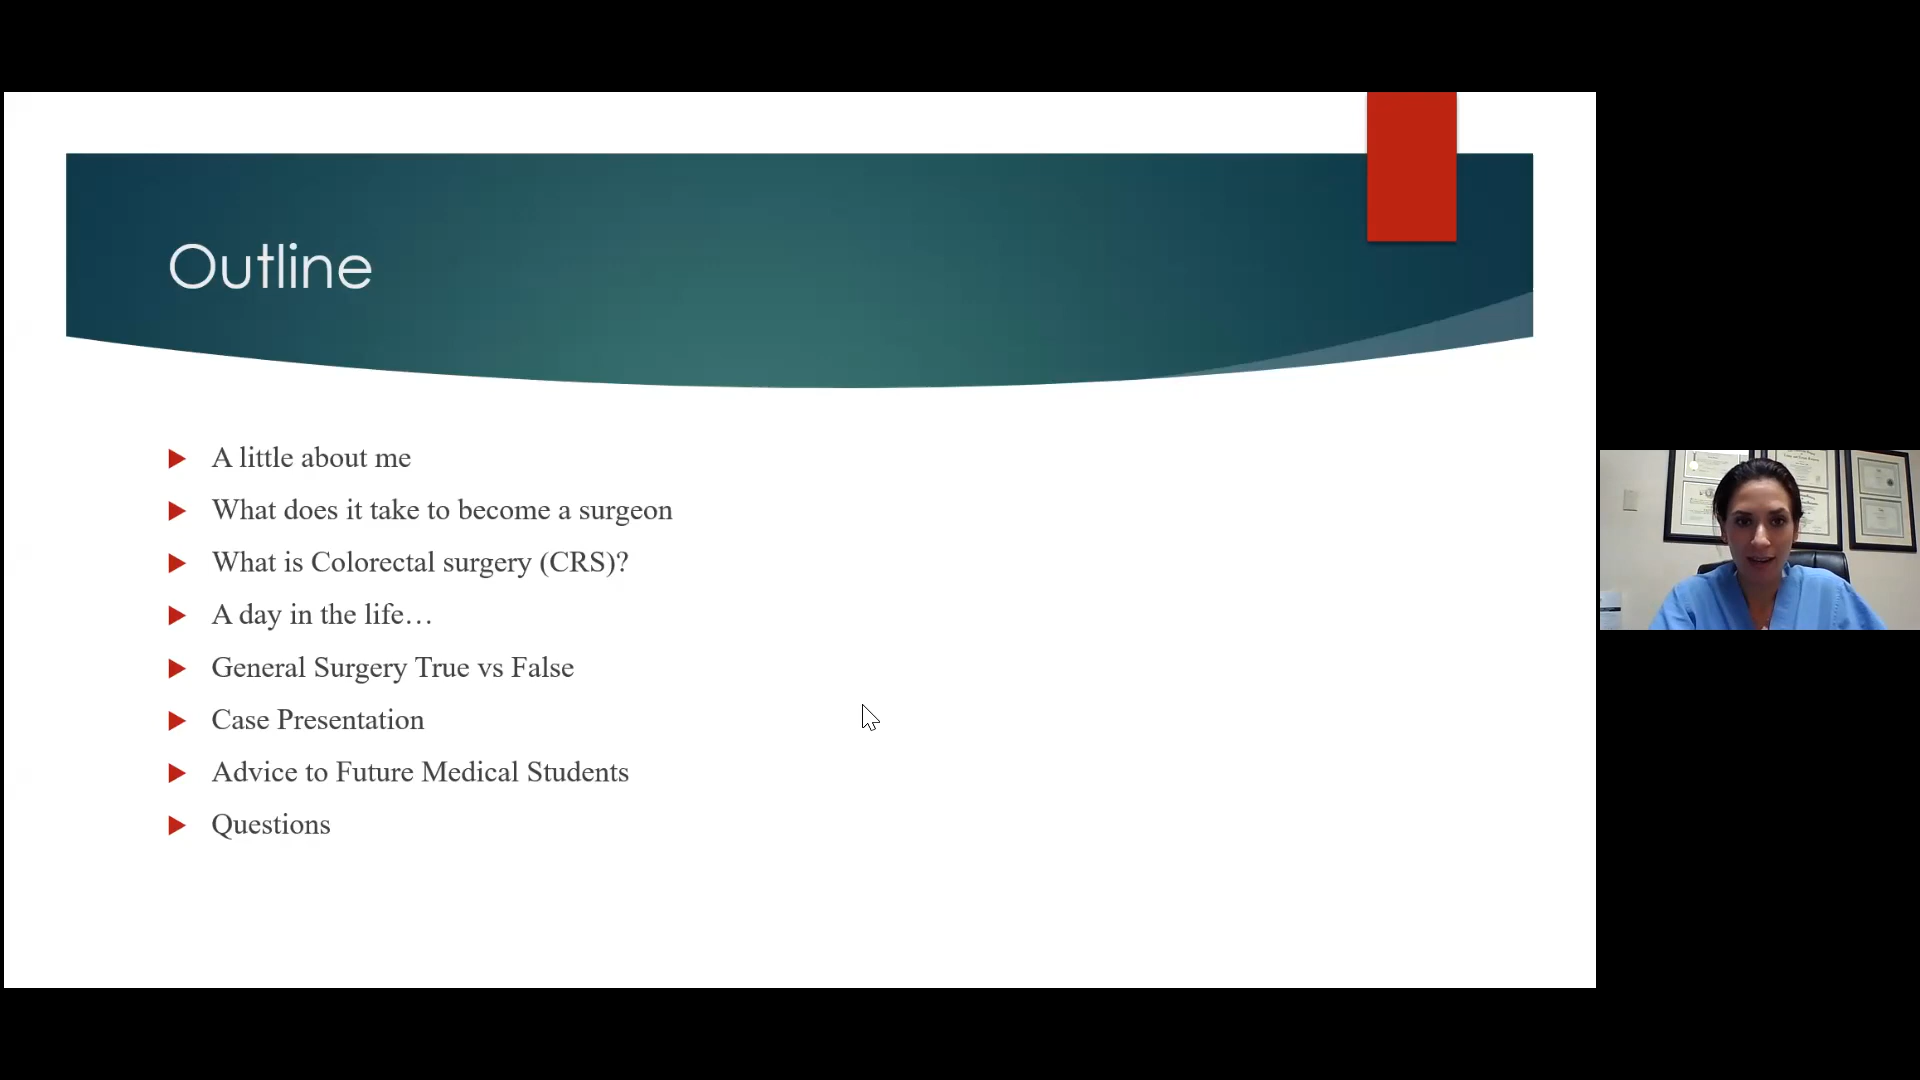 Outline
A little about me
What does it take to become a surgeon
What is Colorectal surgery (CRS)?
A day in the life…
General Surgery True vs False
Case Presentation
Advice to Future Medical Students
Questions